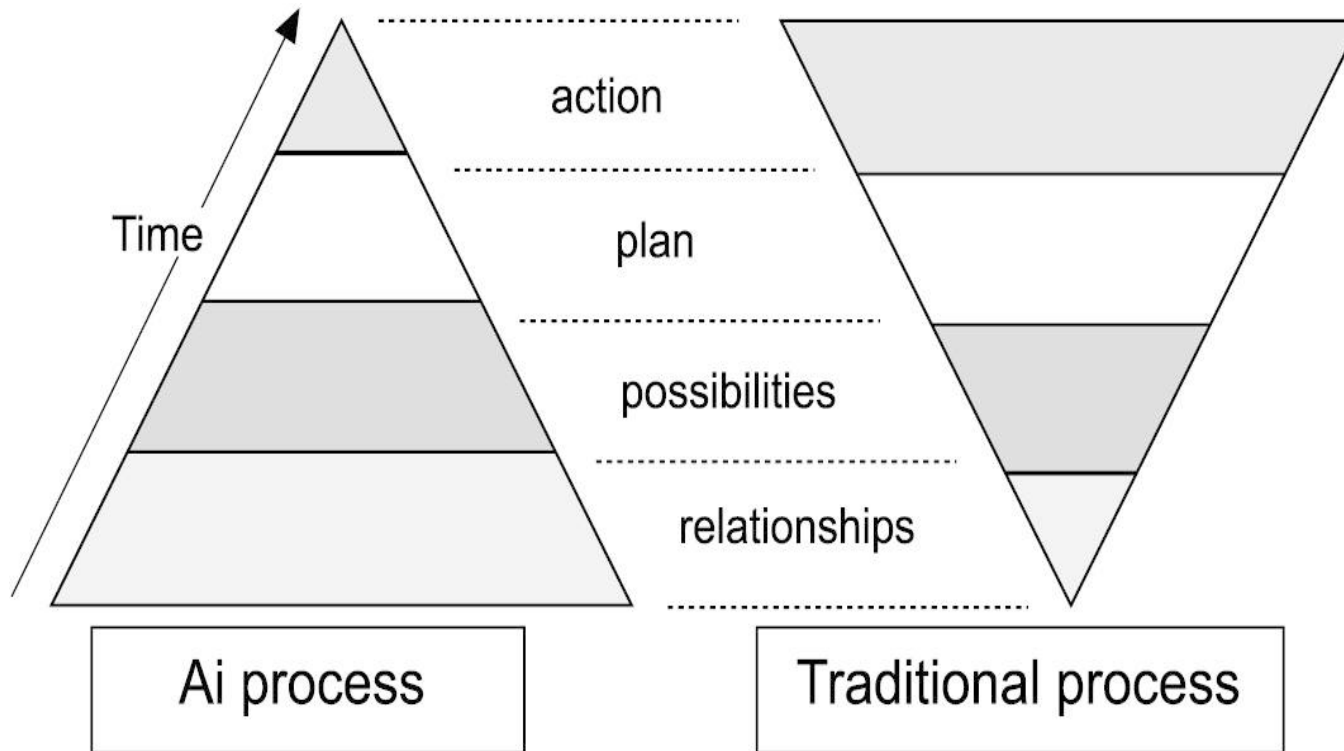 action
Time
plan
possibilities
relationships
Ai process
Traditional process